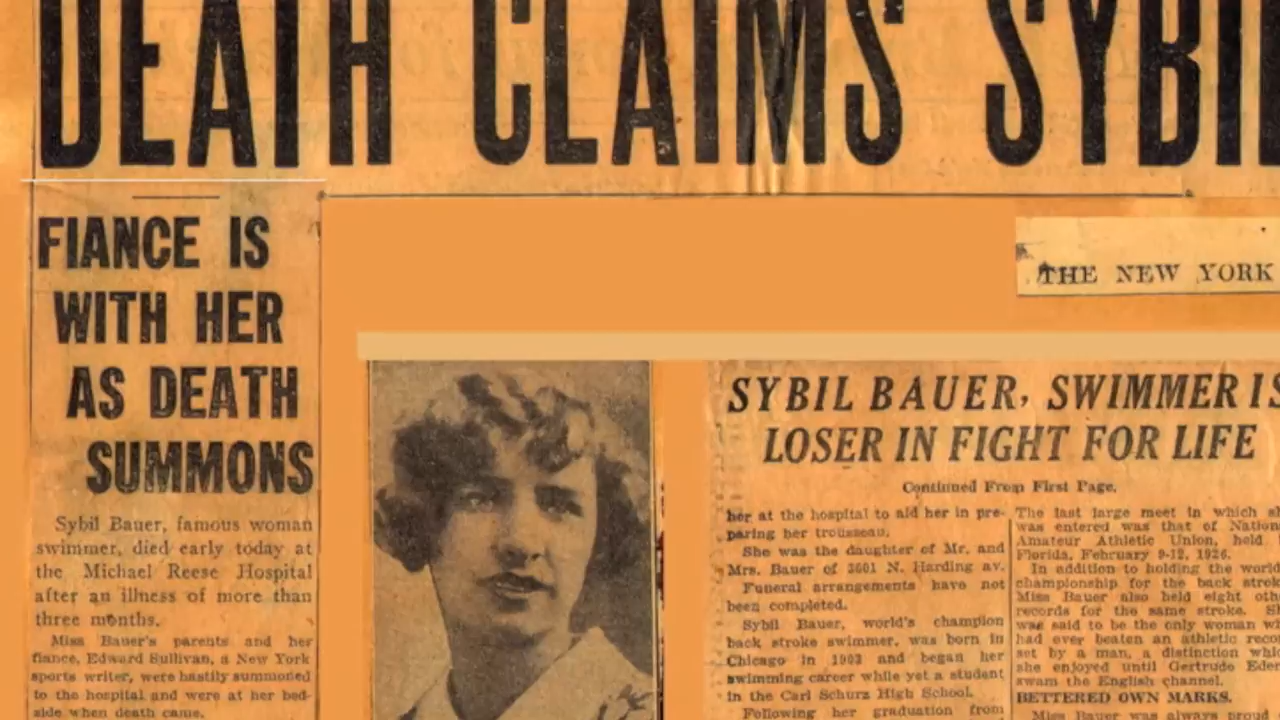 DEATH CLAIMS SYBI
FIANCE IS
WITH HER
AS DEATH
SUMMONS
Sybil Bauer, famous woman
swimmer, died early today at
the Michael Reese Hospital
after an illness of more than
three months.
Miss Bauer's parents and her
fiance, Edward Sullivan, a New York
sports writer, were hastily summoned
to the hospital and were at her bed-
side when death came.
THE NEW YORK
SYBIL BAUER, SWIMMER IS
LOSER IN FIGHT FOR LIFE
Continued From First Page.
her at the hospital to aid her in pre-
paring her trousseau.
She was the daughter of Mr. and
Mrs. Bauer of 3601 N. Harding av.
Funeral arrangements have not
been completed.
Sybil Bauer, world's champion
back stroke swimmer, was born in
Chicago in 1903 and began her
swimming career while yet a student
in the Carl Schurz High School.
Following her graduation from
The last large meet in which sh
was entered was that of Nation
Amateur Athletic Union, held
Florida, February 9-12, 1926.
In addition to holding the world
championship for the back strok
Miss Bauer also held eight oth
records for the same stroke. S
was said to be the only woman wh
had ever beaten an athletic reco
set by a man, a distinction whic
she enjoyed until Gertrude Eder
swam the English channel.
BETTERED OWN MARKS.
Miss Bauer was always proud